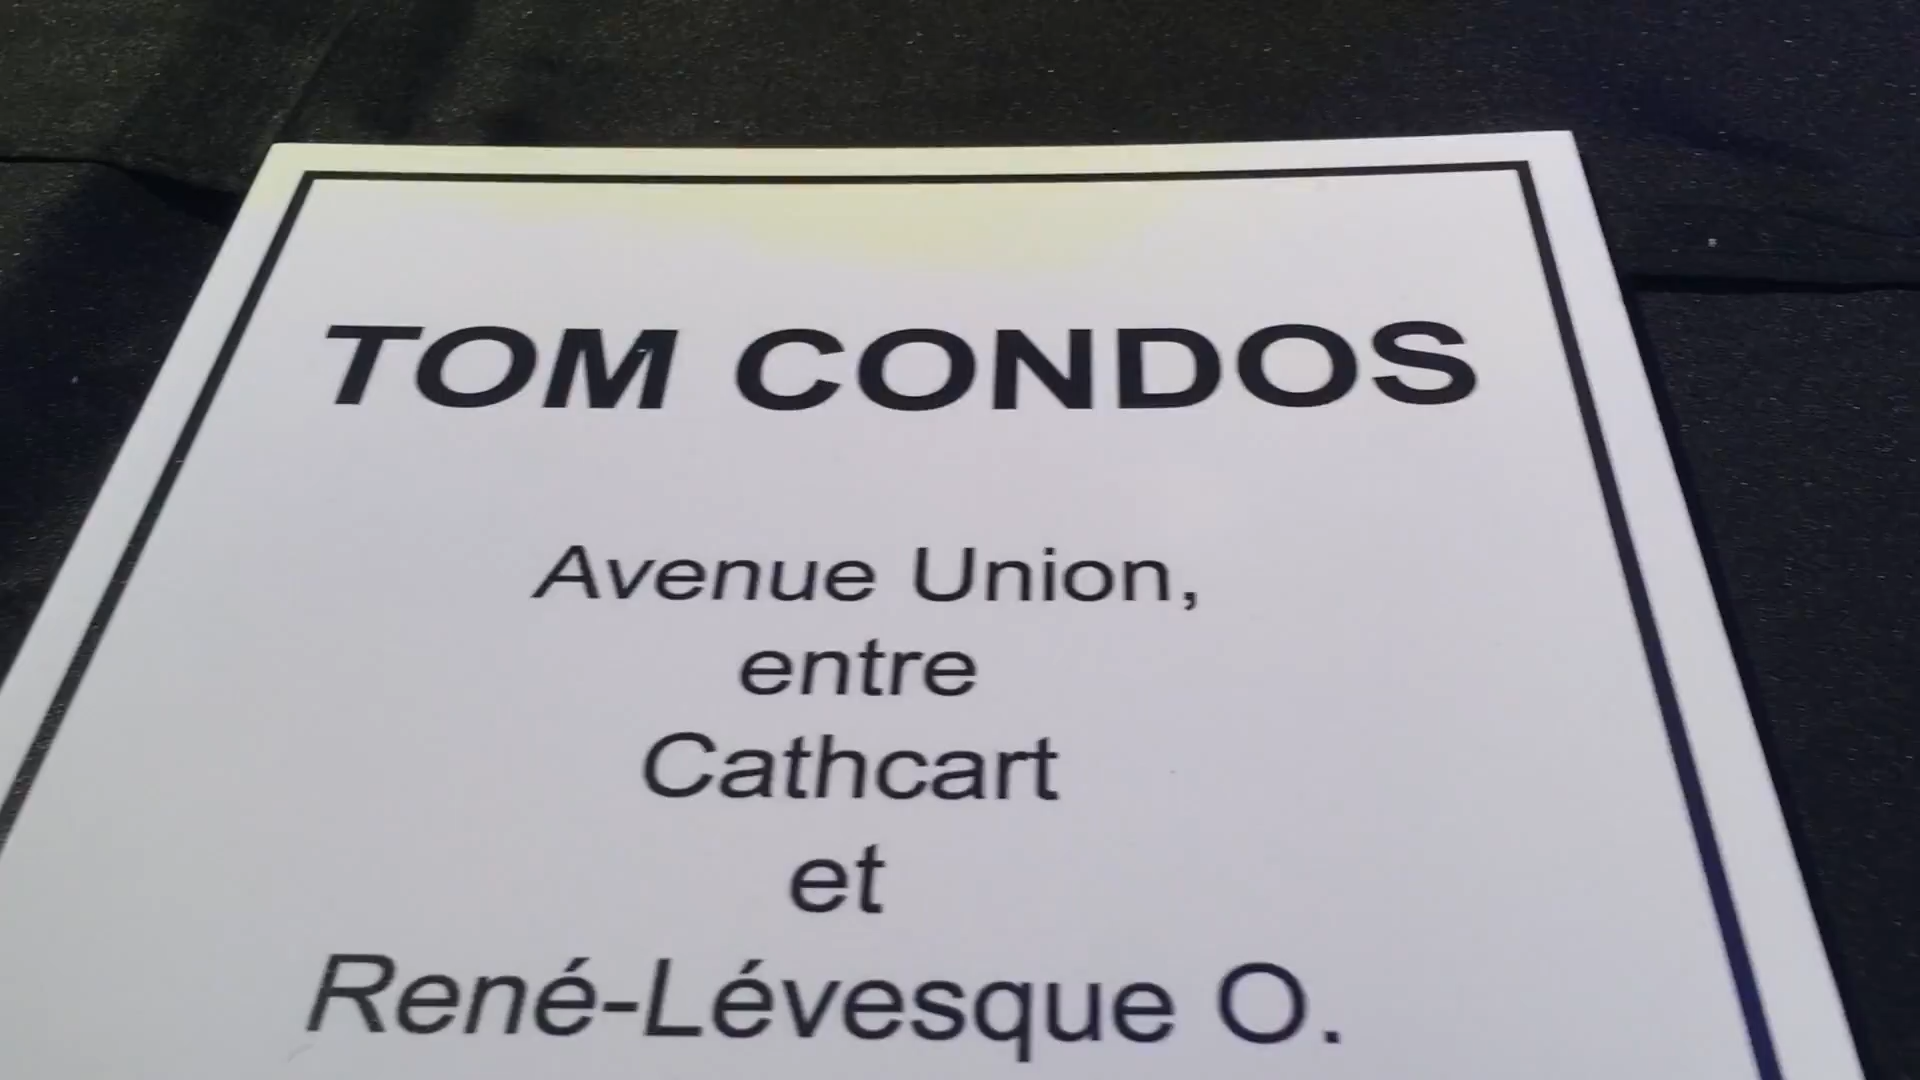 TOM CONDOS
Avenue Union,
entre
Cathcart
et
René-Lévesque O.